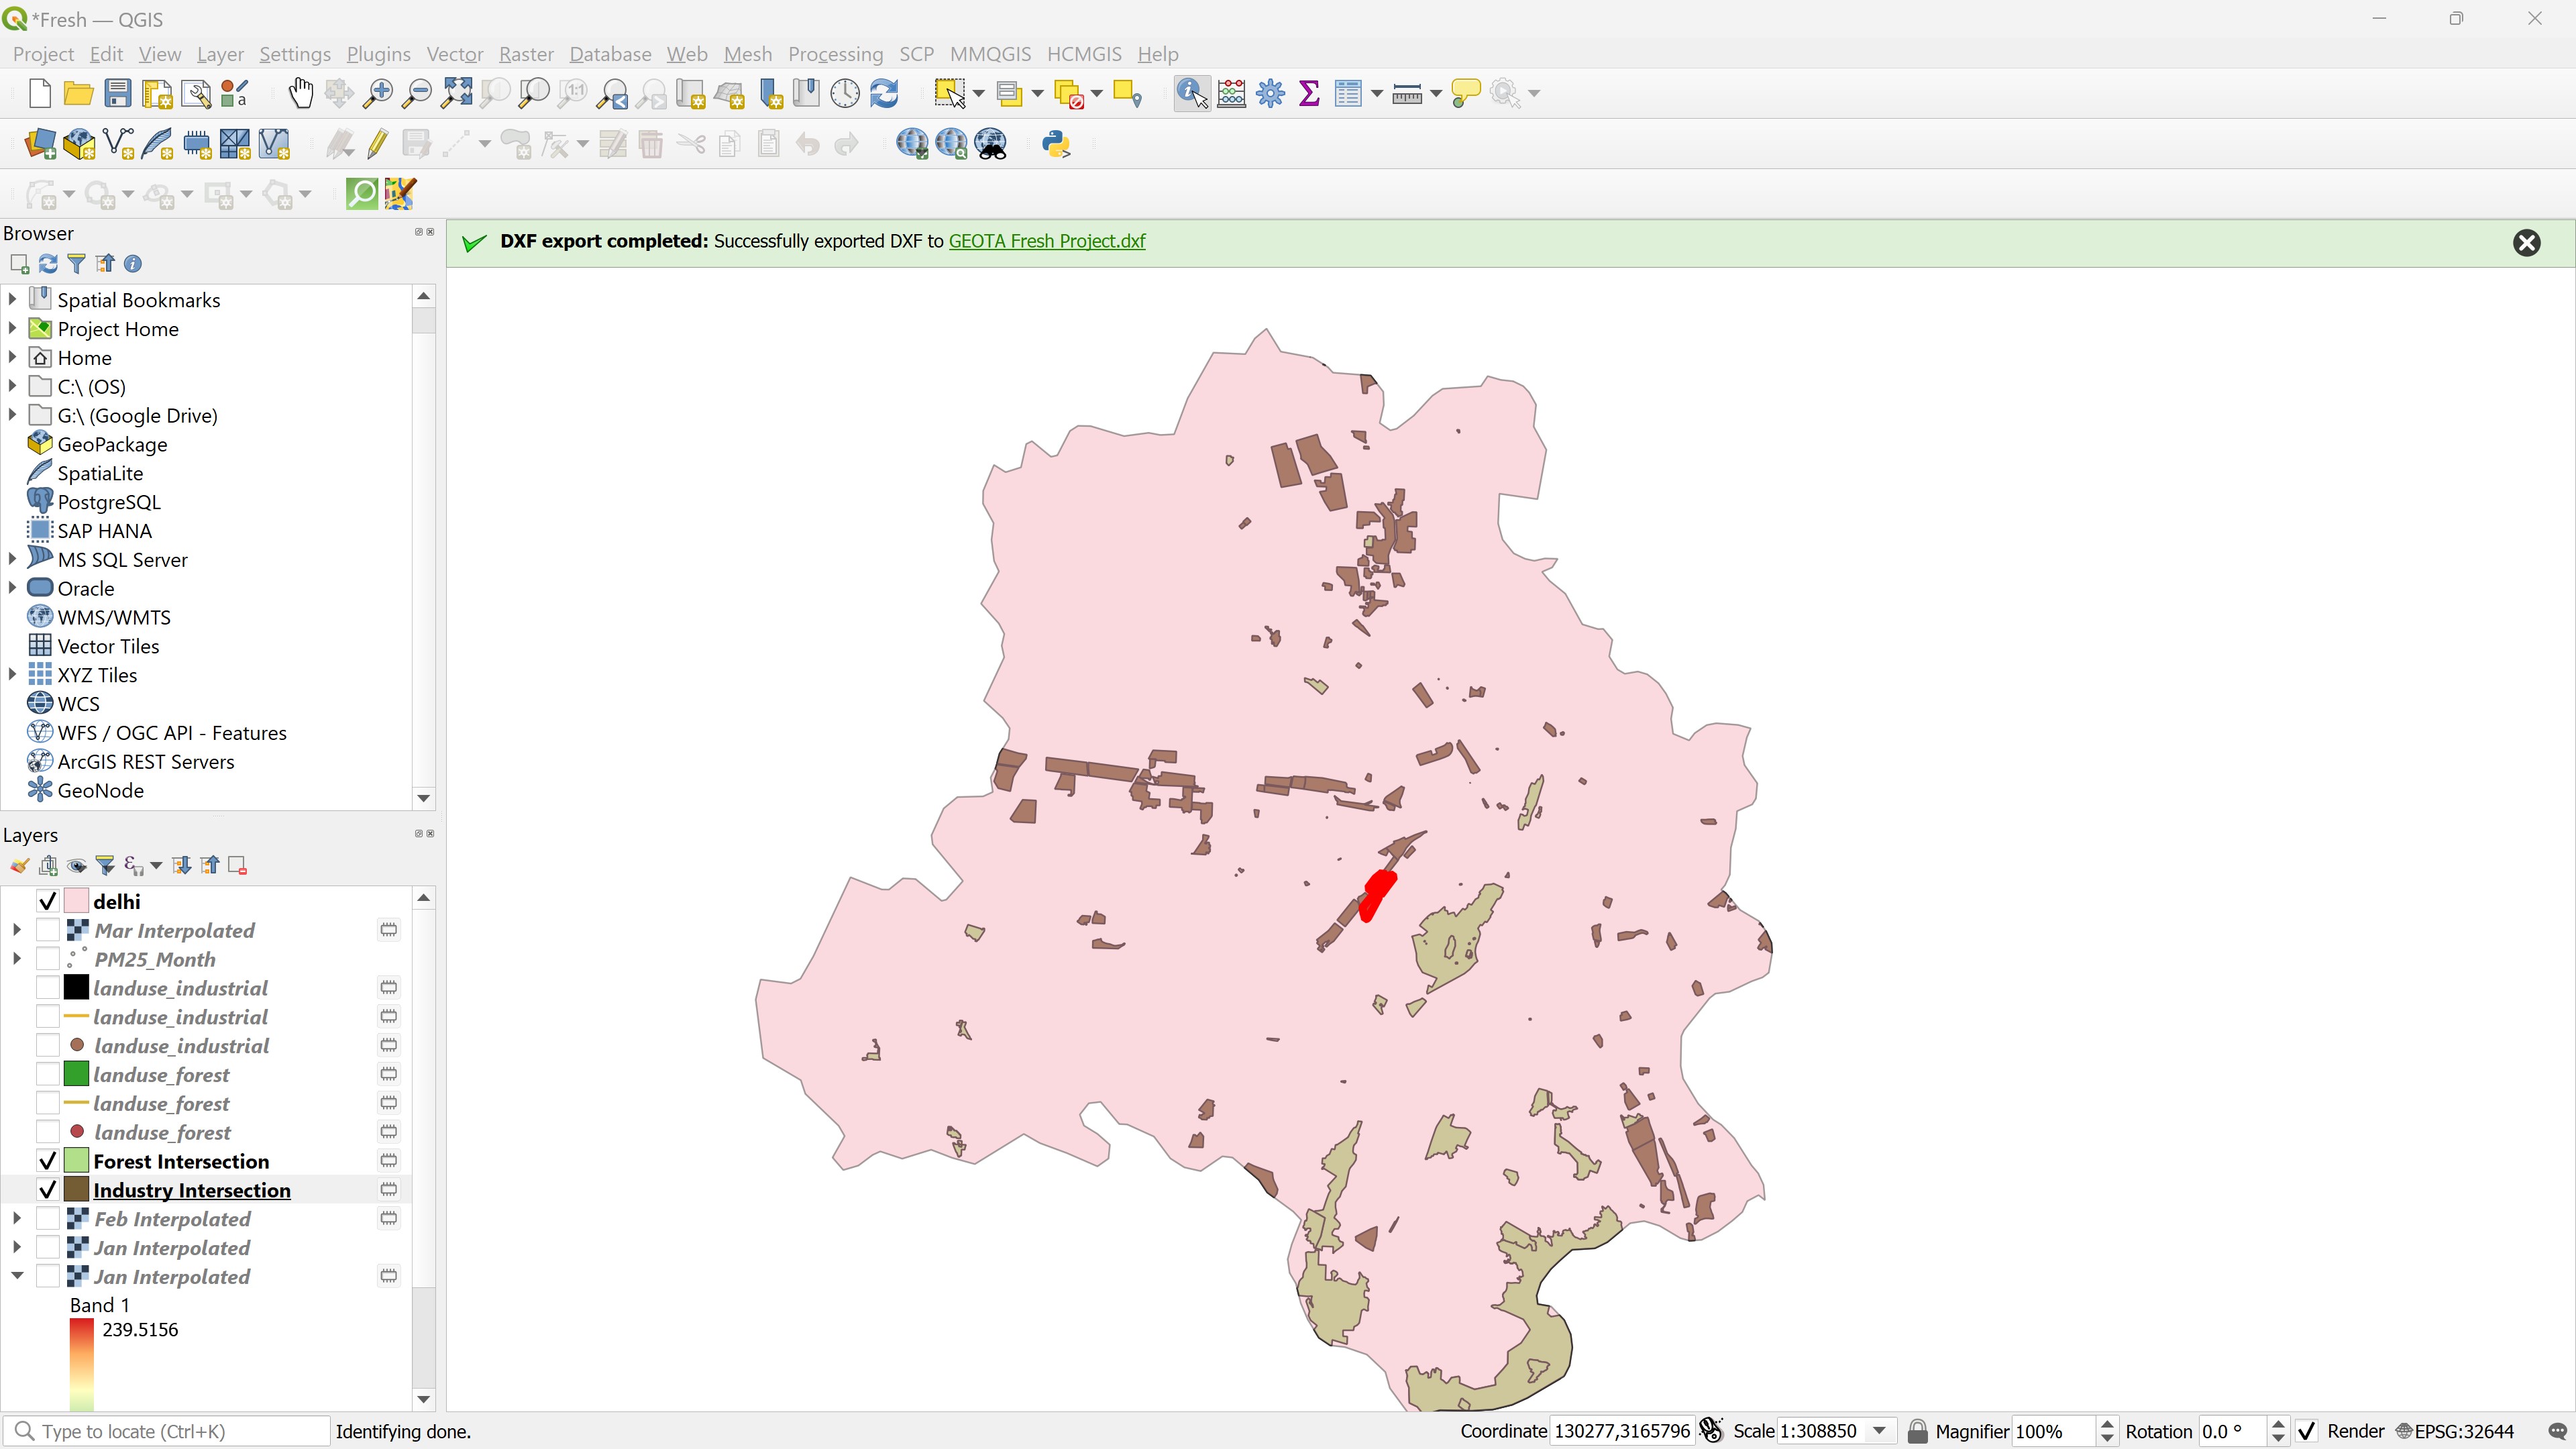 *Fresh — QGIS
Project Edit View Layer Settings Plugins Vector Raster Database Web Mesh Processing SCP MMQGIS HCMGIS Help
Browser
DXF export completed: Successfully exported DXF to GEOTA Fresh Project.dxf
Spatial Bookmarks
Project Home
Home
C:\ (OS)
G:\ (Google Drive)
GeoPackage
SpatiaLite
PostgreSQL
SAP HANA
MS SQL Server
Oracle
WMS/WMTS
Vector Tiles
XYZ Tiles
WCS
WFS / OGC API - Features
ArcGIS REST Servers
GeoNode
Layers
delhi
Mar Interpolated
PM25_Month
landuse_industrial
landuse_industrial
landuse_industrial
landuse_forest
landuse_forest
landuse_forest
Forest Intersection
Industry Intersection
Feb Interpolated
Jan Interpolated
Jan Interpolated
Band 1
239.5156
Type to locate (Ctrl+K) Identifying done. Coordinate 130277,3165796 Scale 1:308850 Magnifier 100% Rotation 0.0 ° Render EPSG:32644